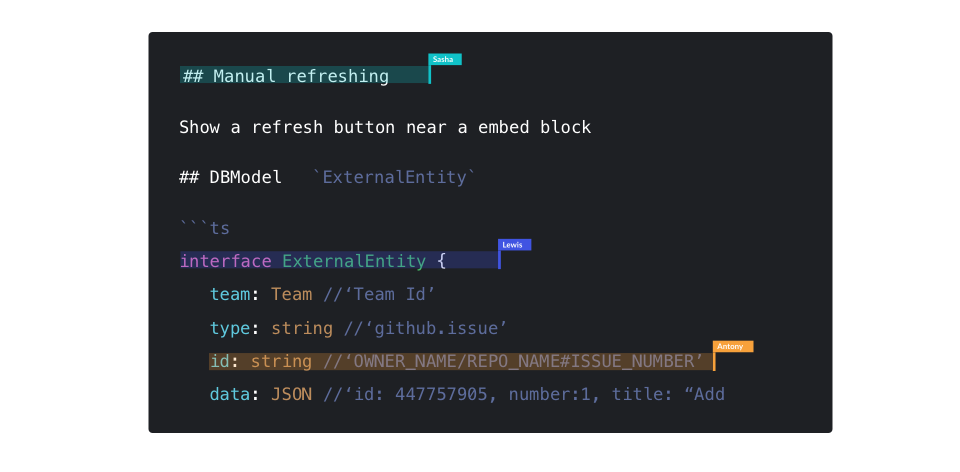 Sasha
## Manual refreshing
Show a refresh button near a embed block
## DBModel `ExternalEntity`
```ts
Lewis
interface ExternalEntity {
team: Team //‘Team Id’
type: string //‘github.issue’
Antony
id: string //‘OWNER_NAME/REPO_NAME#ISSUE_NUMBER’
data: JSON //‘id: 447757905, number:1, title: “Add